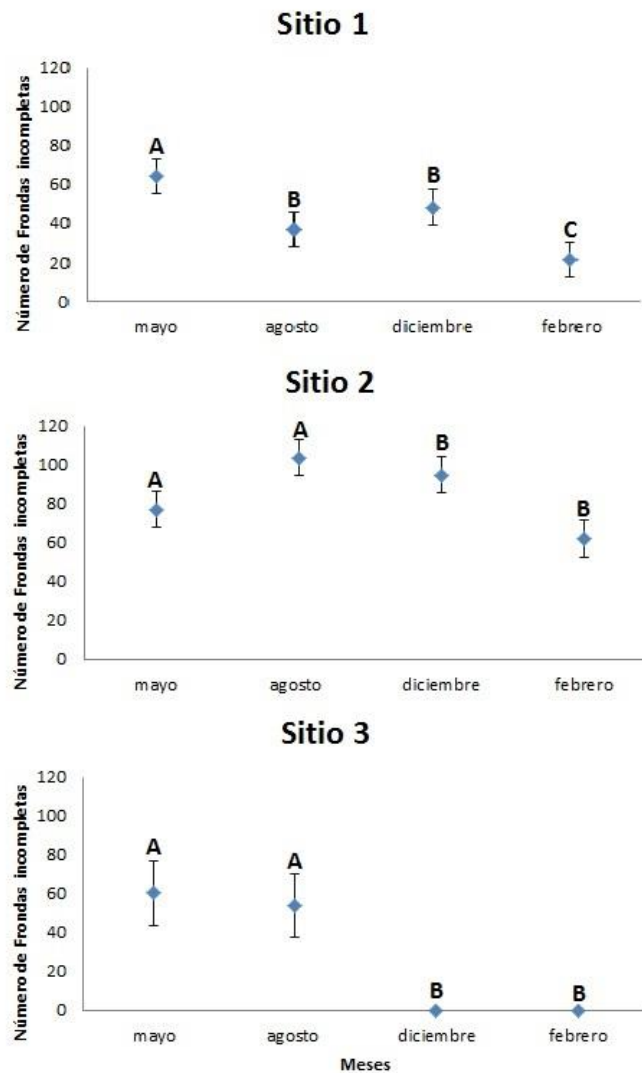 Sitio 1
Número de Frondas incompletas
120
100
80
60
40
20
0
A
B
B
C
mayo agosto diciembre febrero
Sitio 2
Número de Frondas incompletas
120
100
80
60
40
20
0
A
A
B
B
mayo agosto diciembre febrero
Sitio 3
Número de Frondas incompletas
120
100
80
60
40
20
0
A
A
B
B
mayo agosto diciembre febrero
Meses